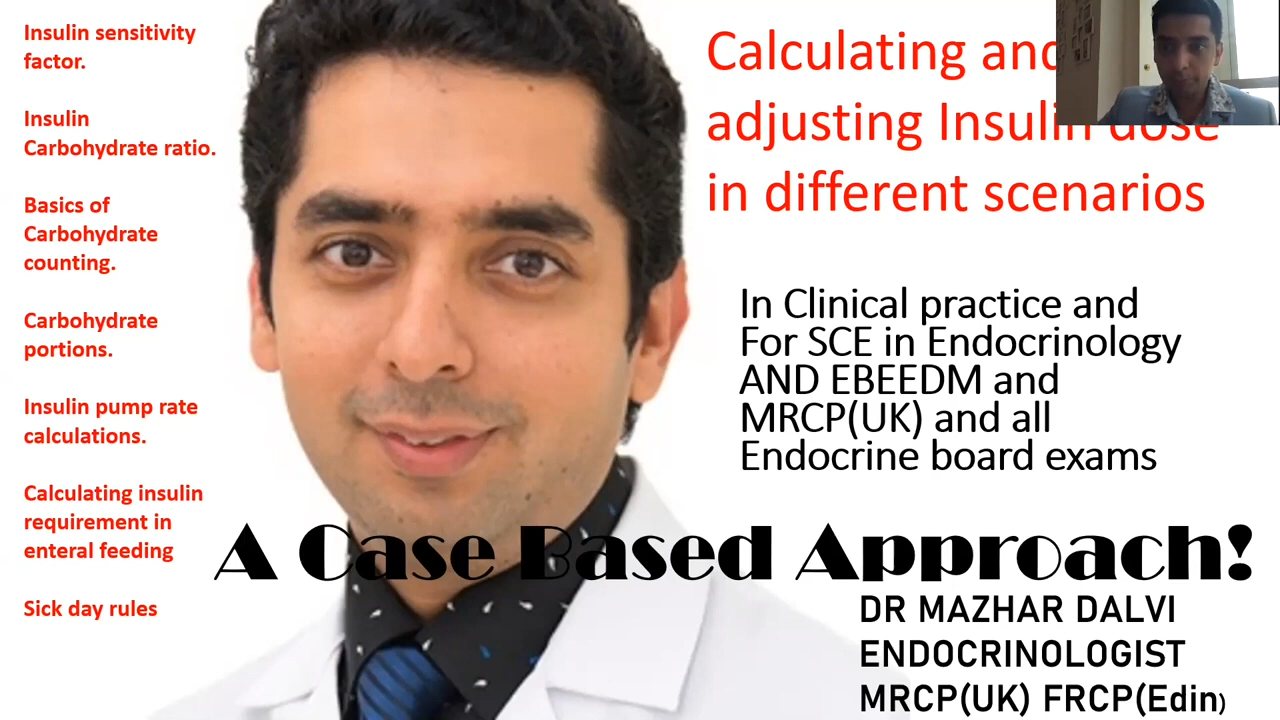 Insulin sensitivity
factor.
Insulin
Carbohydrate ratio.
Basics of
Carbohydrate
counting.
Carbohydrate
portions.
Insulin pump rate
calculations.
Calculating insulin
requirement in
enteral feeding
Sick day rules
Calculating and
adjusting Insulin dose
in different scenarios
In Clinical practice and
For SCE in Endocrinology
AND EBEEDM and
MRCP(UK) and all
Endocrine board exams
A Case Based Approach!
DR MAZHAR DALVI
ENDOCRINOLOGIST
MRCP(UK) FRCP(Edin)